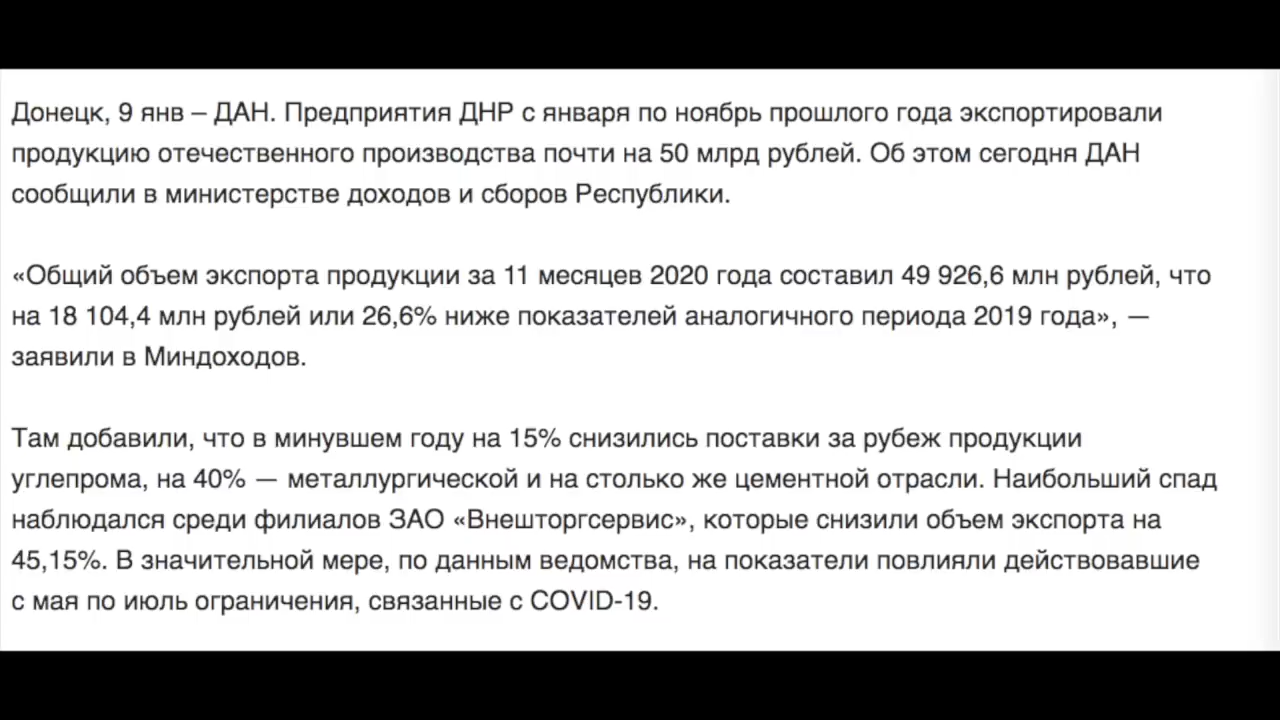 Донецк, 9 янв – ДАН. Предприятия ДНР с января по ноябрь прошлого года экспортировали
продукцию отечественного производства почти на 50 млрд рублей. Об этом сегодня ДАН
сообщили в министерстве доходов и сборов Республики.
«Общий объем экспорта продукции за 11 месяцев 2020 года составил 49 926,6 млн рублей, что
на 18 104,4 млн рублей или 26,6% ниже показателей аналогичного периода 2019 года», —
заявили в Миндоходов.
Там добавили, что в минувшем году на 15% снизились поставки за рубеж продукции
углепрома, на 40% — металлургической и на столько же цементной отрасли. Наибольший спад
наблюдался среди филиалов ЗАО «Внешторгсервис», которые снизили объем экспорта на
45,15%. В значительной мере, по данным ведомства, на показатели повлияли действовавшие
с мая по июль ограничения, связанные с COVID-19.